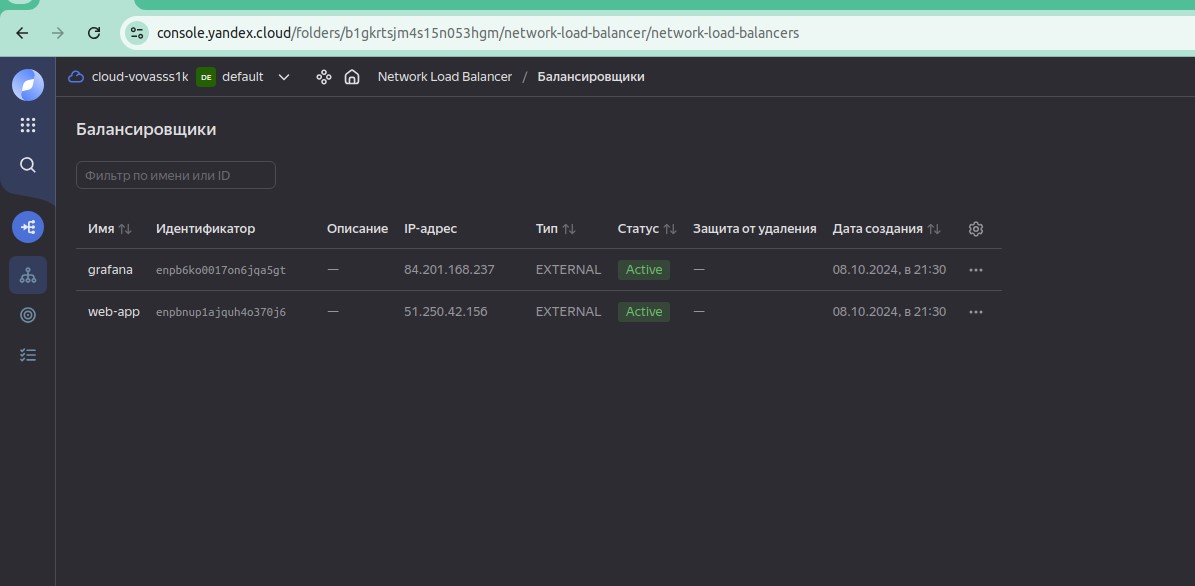 console.yandex.cloud/folders/b1gkrtsjm4s15n053hgm/network-load-balancer/network-load-balancers
cloud-vovasss1k DE default Network Load Balancer / Балансировщики
Балансировщики
Фильтр по имени или ID
Имя Идентификатор Описание IP-адрес Тип Статус Защита от удаления Дата создания
grafana enpb6ko0017on6jqa5gt — 84.201.168.237 EXTERNAL Active — 08.10.2024, в 21:30
web-app enpbnup1ajquh4o370j6 — 51.250.42.156 EXTERNAL Active — 08.10.2024, в 21:30